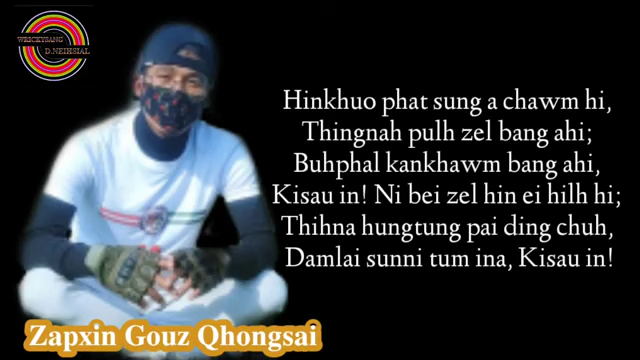 WRICKYSANG
D.NEIHSIAL
Hinkhuo phat sung a chawm hi,
Thingnah pulh zel bang ahi;
Buhphal kankhawm bang ahi,
Kisau in! Ni bei zel hin ei hilh hi;
Thihna hungtung pai ding chuh,
Damlai sunni tum ina, Kisau in!
Zapxin Gouz Qhongsai